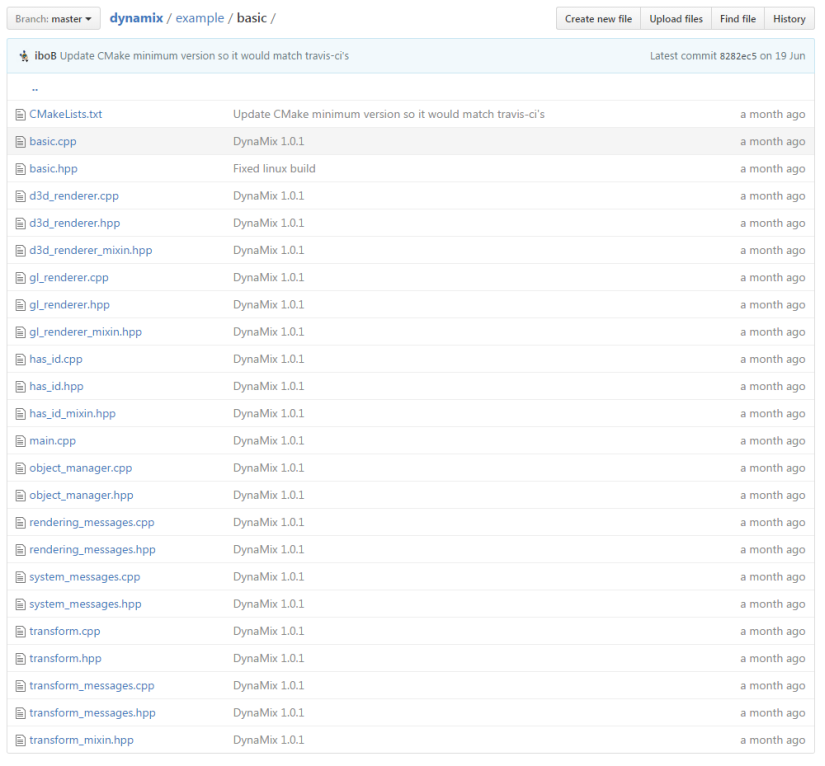 Branch: master dynamix / example / basic / Create new file Upload files Find file History
iboB Update CMake minimum version so it would match travis-ci's Latest commit 8282ec5 on 19 Jun
..
CMakeLists.txt Update CMake minimum version so it would match travis-ci's a month ago
basic.cpp DynaMix 1.0.1 a month ago
basic.hpp Fixed linux build a month ago
d3d_renderer.cpp DynaMix 1.0.1 a month ago
d3d_renderer.hpp DynaMix 1.0.1 a month ago
d3d_renderer_mixin.hpp DynaMix 1.0.1 a month ago
gl_renderer.cpp DynaMix 1.0.1 a month ago
gl_renderer.hpp DynaMix 1.0.1 a month ago
gl_renderer_mixin.hpp DynaMix 1.0.1 a month ago
has_id.cpp DynaMix 1.0.1 a month ago
has_id.hpp DynaMix 1.0.1 a month ago
has_id_mixin.hpp DynaMix 1.0.1 a month ago
main.cpp DynaMix 1.0.1 a month ago
object_manager.cpp DynaMix 1.0.1 a month ago
object_manager.hpp DynaMix 1.0.1 a month ago
rendering_messages.cpp DynaMix 1.0.1 a month ago
rendering_messages.hpp DynaMix 1.0.1 a month ago
system_messages.cpp DynaMix 1.0.1 a month ago
system_messages.hpp DynaMix 1.0.1 a month ago
transform.cpp DynaMix 1.0.1 a month ago
transform.hpp DynaMix 1.0.1 a month ago
transform_messages.cpp DynaMix 1.0.1 a month ago
transform_messages.hpp DynaMix 1.0.1 a month ago
transform_mixin.hpp DynaMix 1.0.1 a month ago